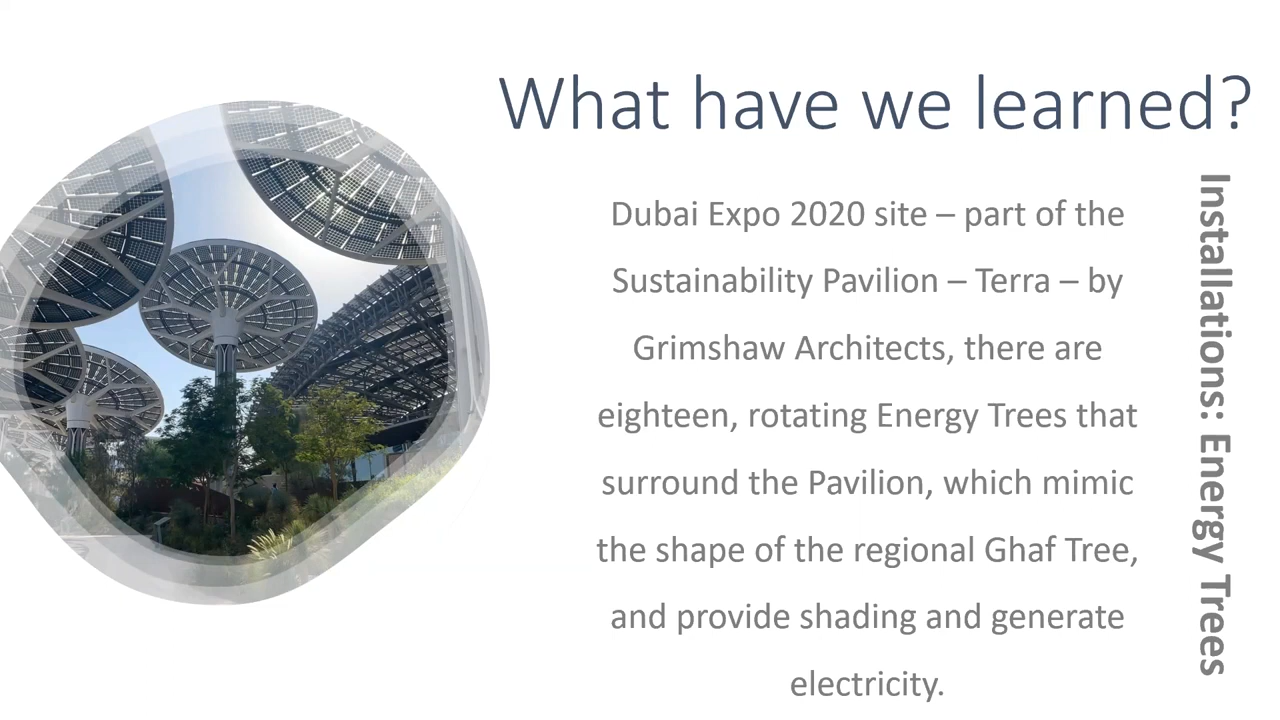 What have we learned?
Dubai Expo 2020 site – part of the
Sustainability Pavilion – Terra – by
Grimshaw Architects, there are
eighteen, rotating Energy Trees that
surround the Pavilion, which mimic
the shape of the regional Ghaf Tree,
and provide shading and generate
electricity.
Installations: Energy Trees